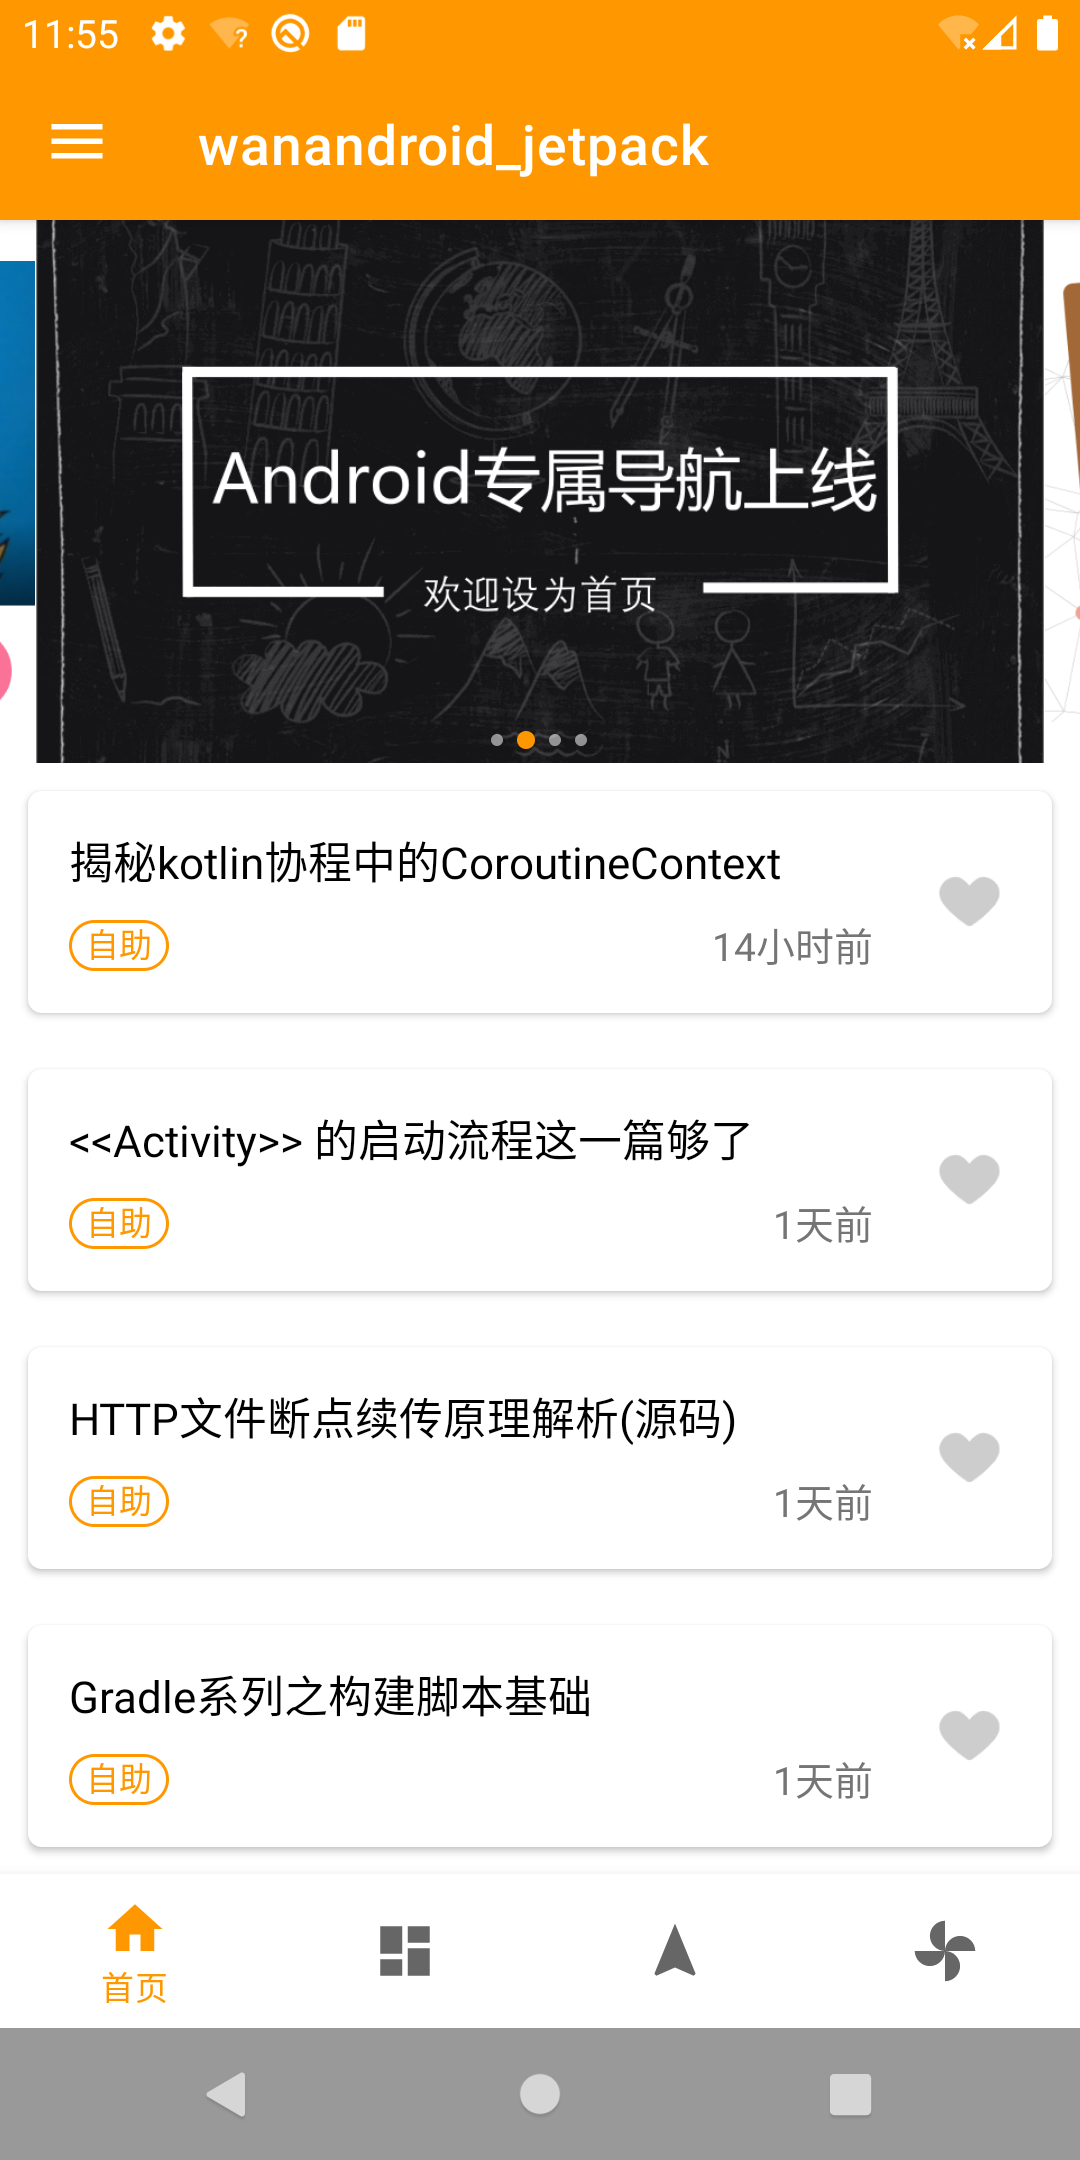 11:55
wanandroid_jetpack
Android专属导航上线
欢迎设为首页
揭秘kotlin协程中的CoroutineContext
自助
14小时前
<<Activity>> 的启动流程这一篇够了
自助
1天前
HTTP文件断点续传原理解析(源码)
自助
1天前
Gradle系列之构建脚本基础
自助
1天前
首页